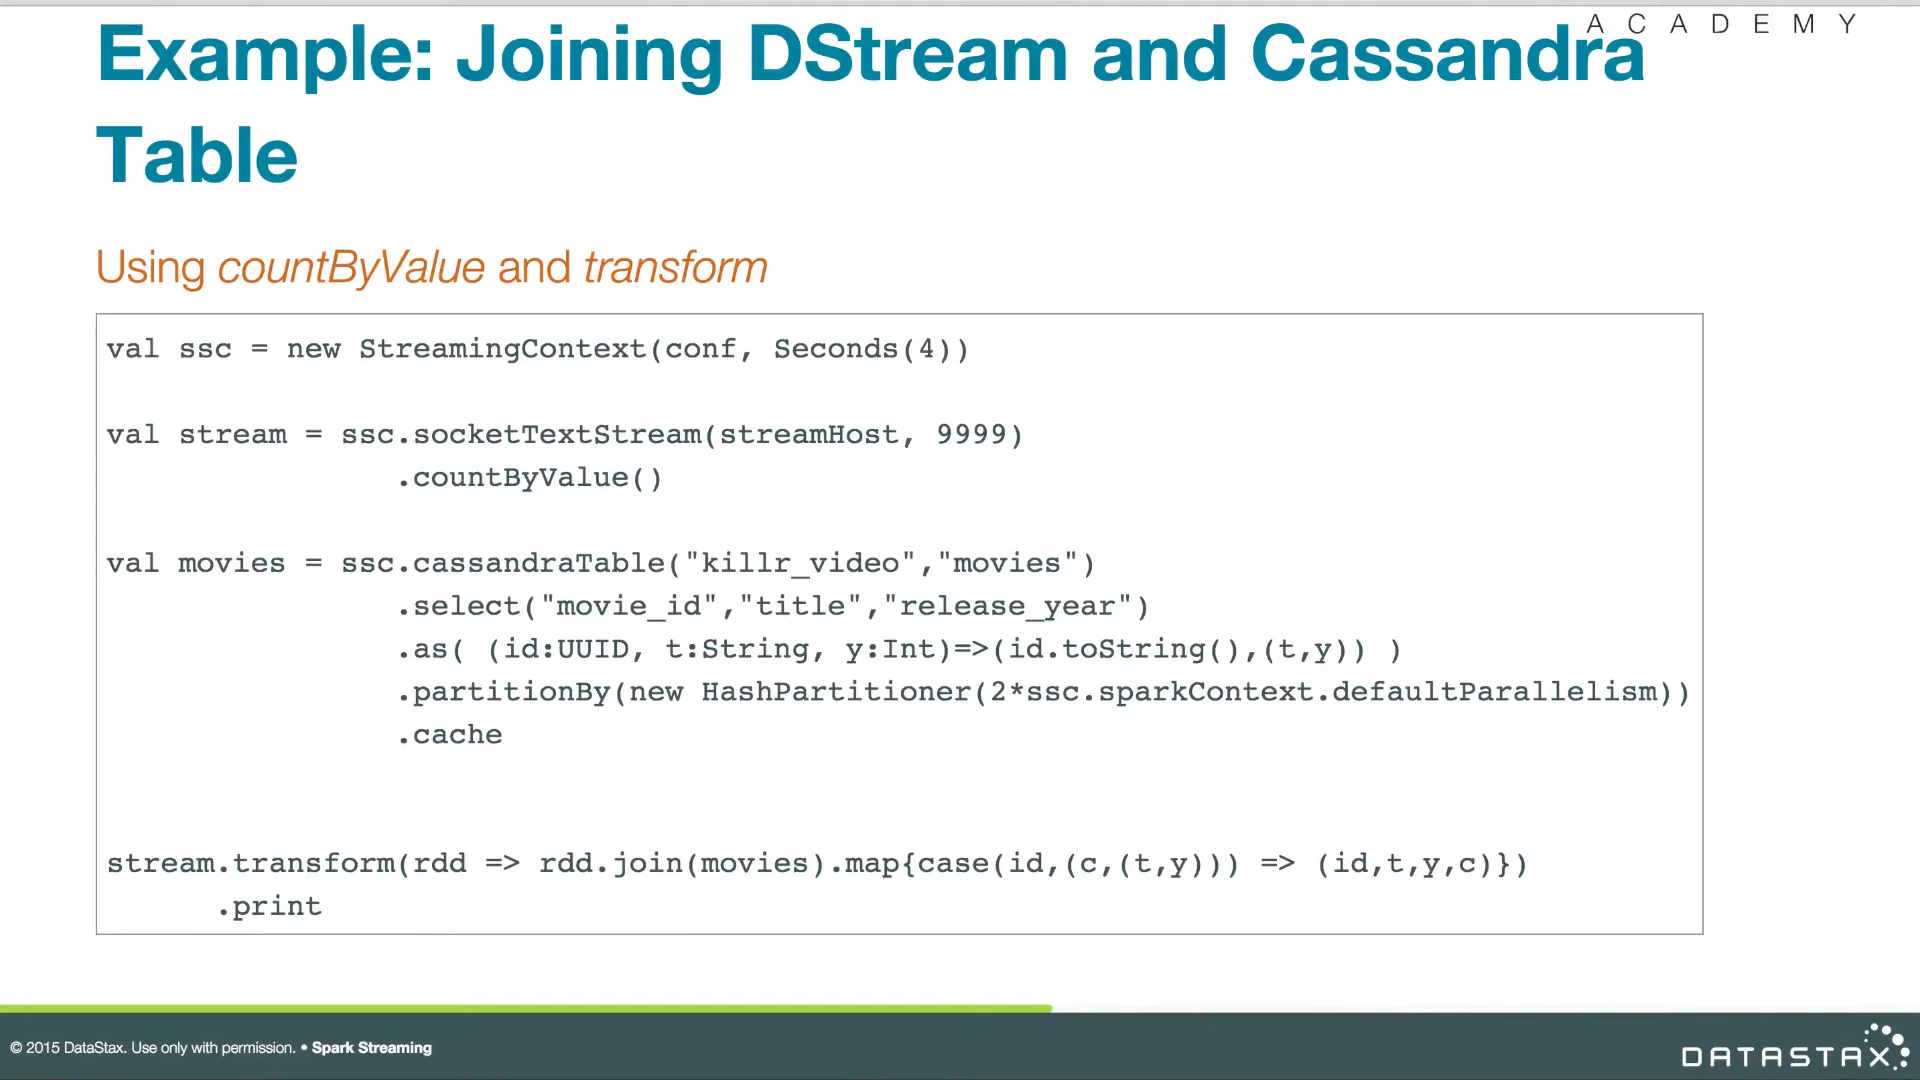 ACADEMY
Example: Joining DStream and Cassandra
Table
Using countByValue and transform
val ssc = new StreamingContext(conf, Seconds(4))
val stream = ssc.socketTextStream(streamHost, 9999)
.countByValue()
val movies = ssc.cassandraTable("killr_video","movies")
.select("movie_id","title","release_year")
.as( (id:UUID, t:String, y:Int)=>(id.toString(),(t,y)) )
.partitionBy(new HashPartitioner(2*ssc.sparkContext.defaultParallelism))
.cache
stream.transform(rdd => rdd.join(movies).map{case(id,(c,(t,y))) => (id,t,y,c)})
.print
© 2015 DataStax. Use only with permission. • Spark Streaming
DATASTAX